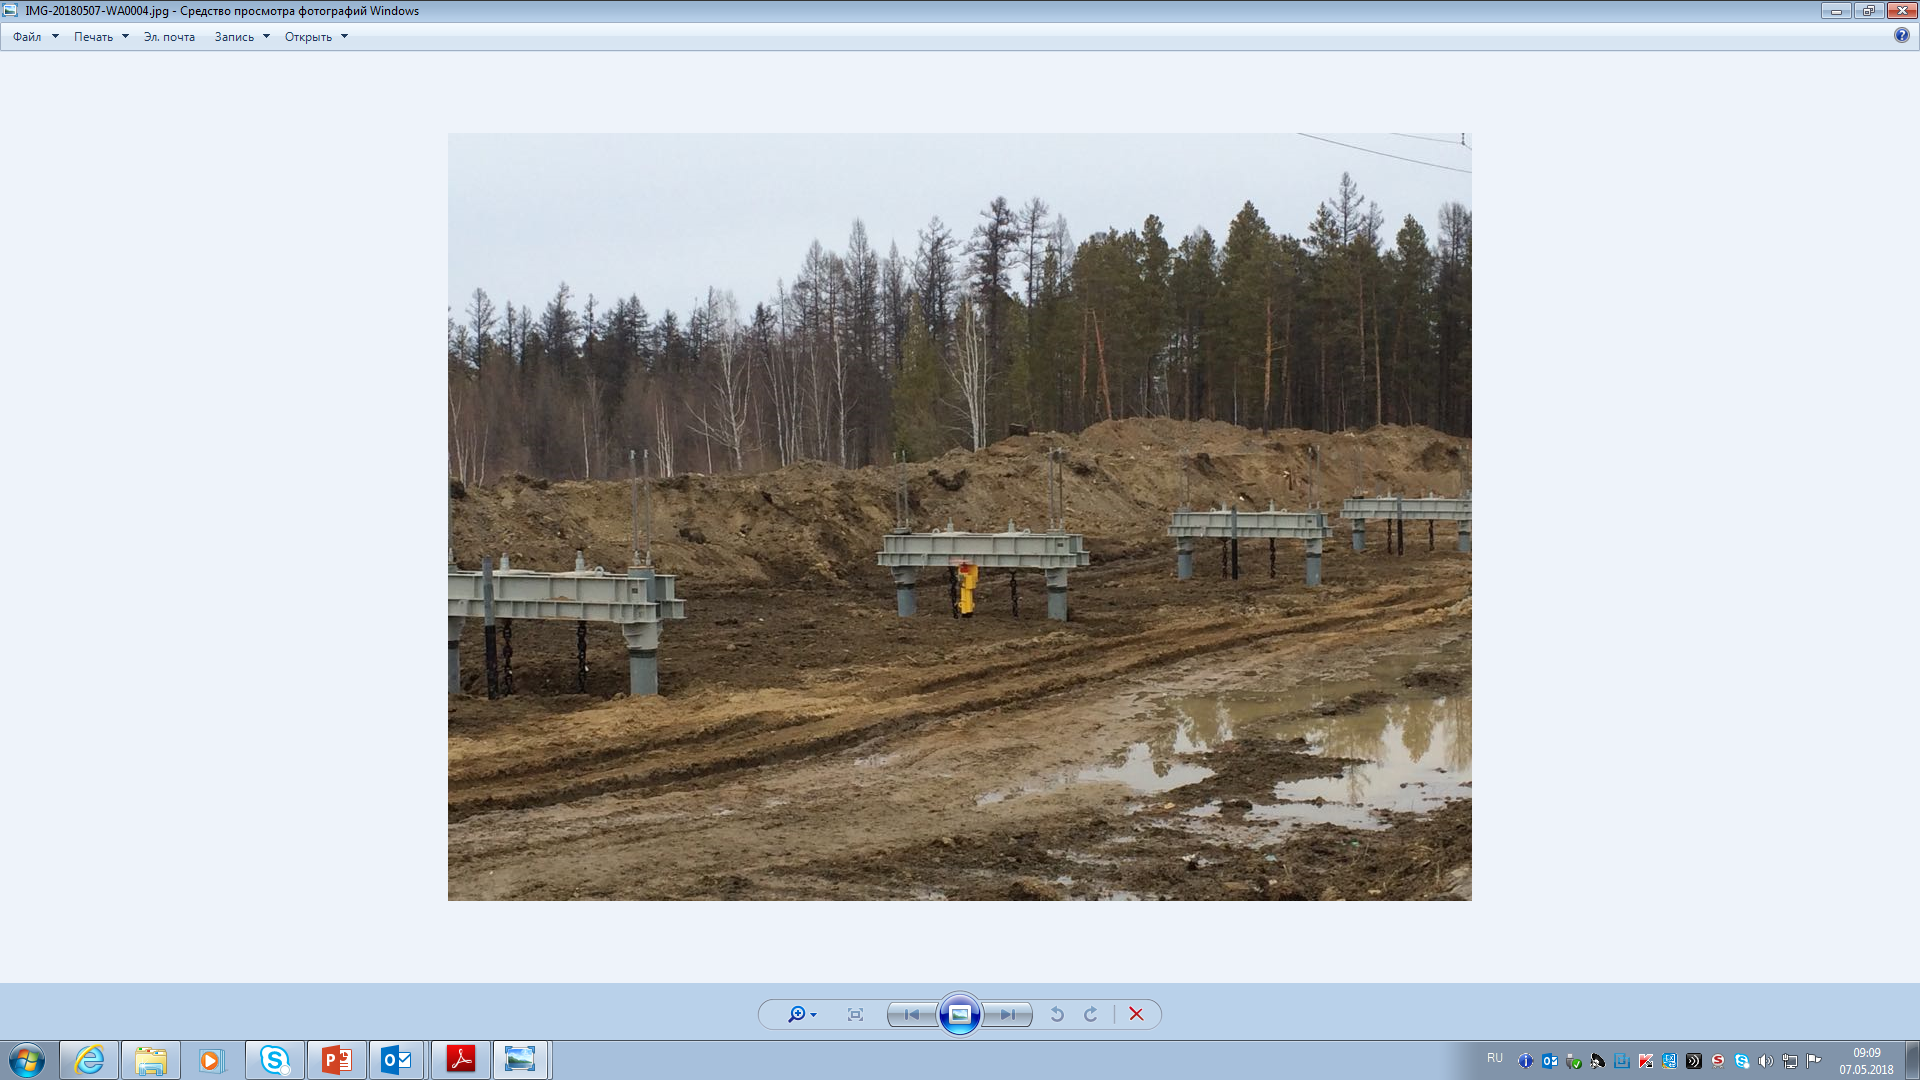 IMG-20180507-WA0004.jpg - Средство просмотра фотографий Windows
Файл Печать Эл. почта Запись Открыть
RU
09:09
07.05.2018